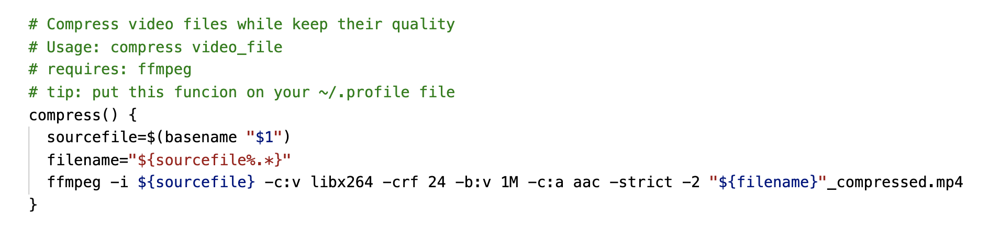 # Compress video files while keep their quality
# Usage: compress video_file
# requires: ffmpeg
# tip: put this funcion on your ~/.profile file
compress() {
  sourcefile=$(basename "$1")
  filename="${sourcefile%.*}"
  ffmpeg -i ${sourcefile} -c:v libx264 -crf 24 -b:v 1M -c:a aac -strict -2 "${filename}"_compressed.mp4
}